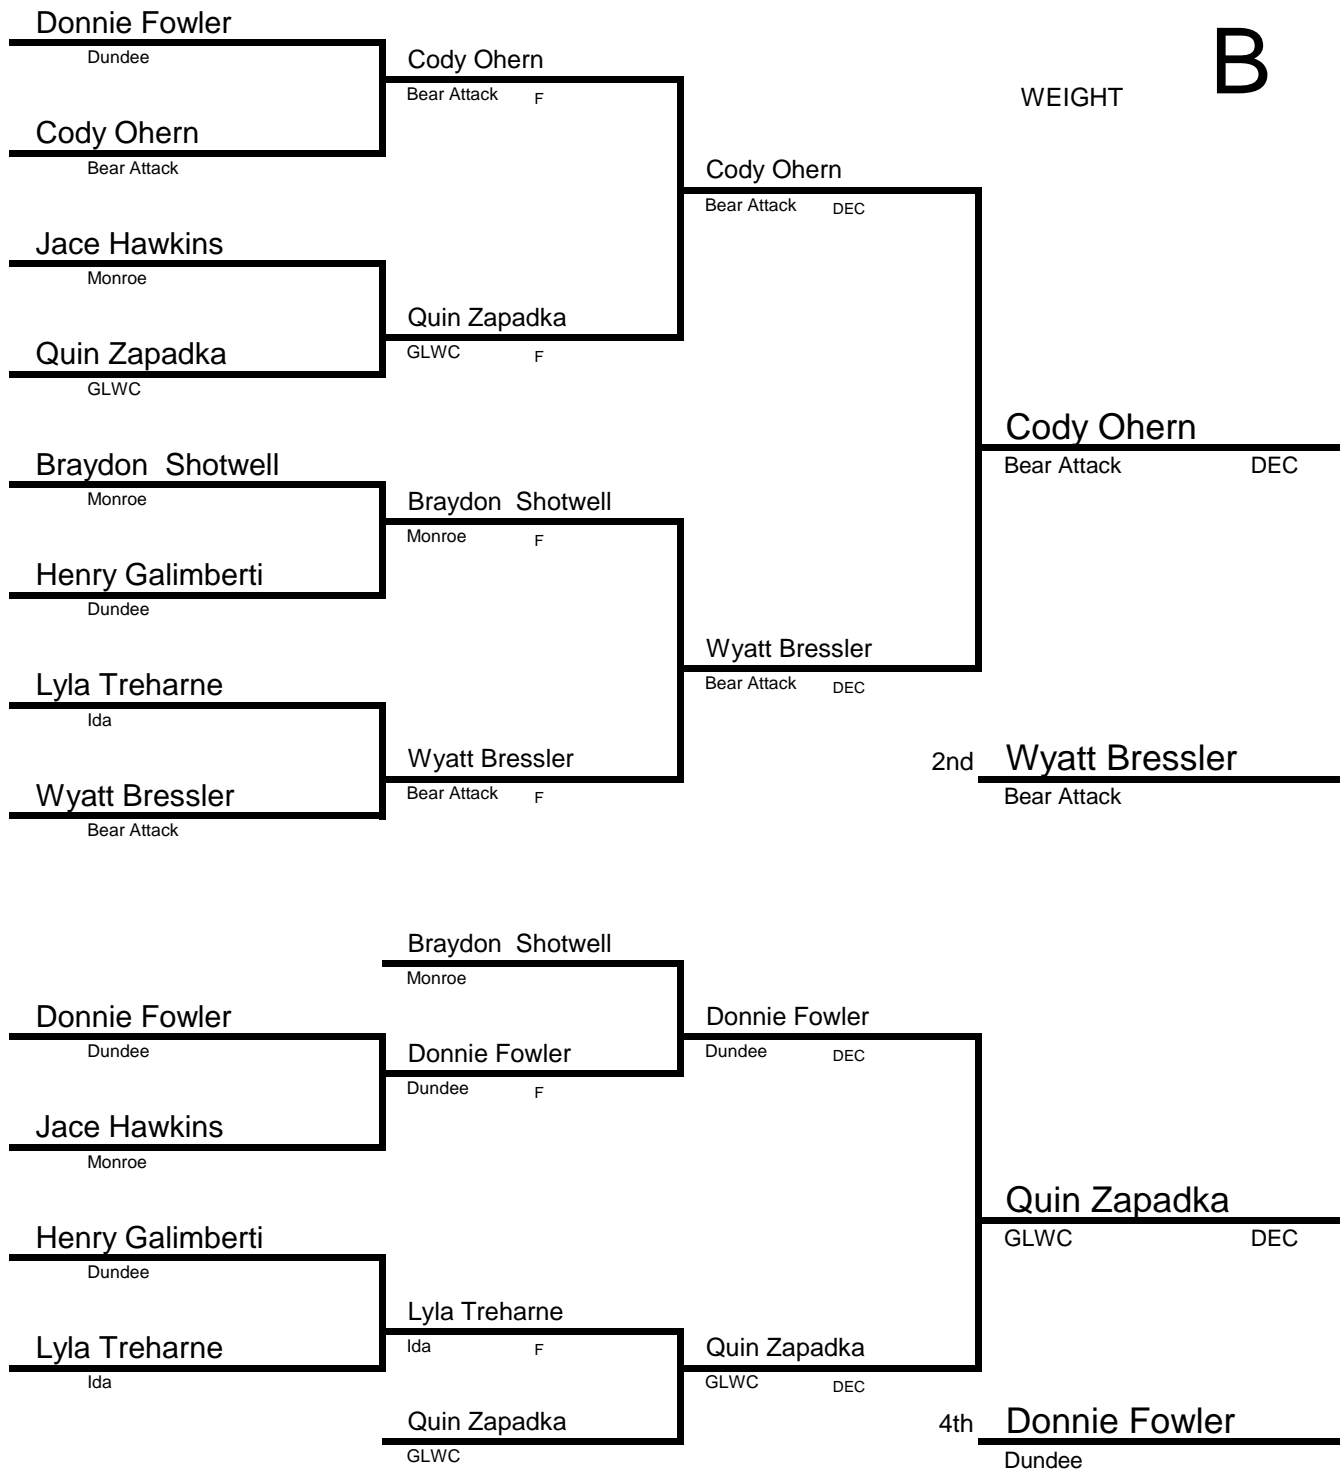 Donnie Fowler
Dundee
Cody Ohern
Bear Attack F
WEIGHT B
Cody Ohern
Bear Attack
Cody Ohern
Bear Attack DEC
Jace Hawkins
Monroe
Quin Zapadka
GLWC F
Quin Zapadka
GLWC
Cody Ohern
Bear Attack DEC
Braydon  Shotwell
Monroe
Braydon  Shotwell
Monroe F
Henry Galimberti
Dundee
Wyatt Bressler
Bear Attack DEC
Lyla Treharne
Ida
Wyatt Bressler
Bear Attack F
2nd Wyatt Bressler
Bear Attack
Wyatt Bressler
Bear Attack
Braydon  Shotwell
Monroe
Donnie Fowler
Dundee
Donnie Fowler
Dundee DEC
Donnie Fowler
Dundee F
Jace Hawkins
Monroe
Quin Zapadka
GLWC DEC
Henry Galimberti
Dundee
Lyla Treharne
Ida F
Lyla Treharne
Ida
Quin Zapadka
GLWC DEC
Quin Zapadka
GLWC
4th Donnie Fowler
Dundee